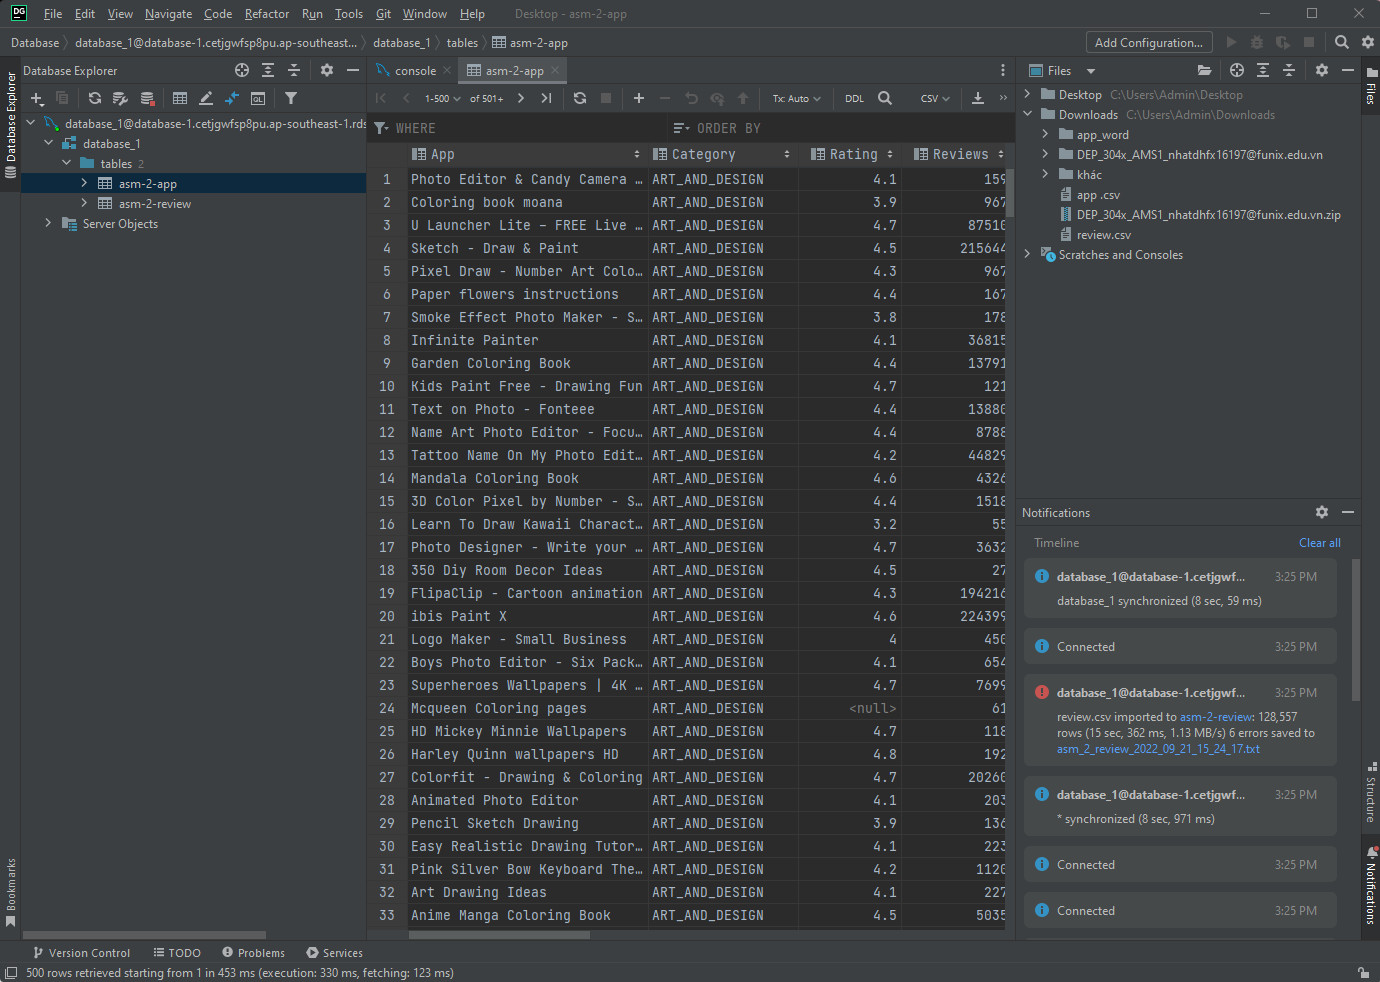 DG File Edit View Navigate Code Refactor Run Tools Git Window Help Desktop - asm-2-app
Database database_1@database-1.cetjgwfsp8pu.ap-southeast... database_1 tables asm-2-app Add Configuration...
Database Explorer
console
asm-2-app
Files
1-500 of 501+ Tx: Auto DDL CSV
WHERE ORDER BY
database_1@database-1.cetjgwfsp8pu.ap-southeast-1.rds
database_1
tables 2
asm-2-app
asm-2-review
Server Objects
App Category Rating Reviews
1 Photo Editor & Candy Camera … ART_AND_DESIGN 4.1 159
2 Coloring book moana ART_AND_DESIGN 3.9 967
3 U Launcher Lite – FREE Live … ART_AND_DESIGN 4.7 87510
4 Sketch - Draw & Paint ART_AND_DESIGN 4.5 215644
5 Pixel Draw - Number Art Colo… ART_AND_DESIGN 4.3 967
6 Paper flowers instructions ART_AND_DESIGN 4.4 167
7 Smoke Effect Photo Maker - S… ART_AND_DESIGN 3.8 178
8 Infinite Painter ART_AND_DESIGN 4.1 36815
9 Garden Coloring Book ART_AND_DESIGN 4.4 13791
10 Kids Paint Free - Drawing Fun ART_AND_DESIGN 4.7 121
11 Text on Photo - Fonteee ART_AND_DESIGN 4.4 13880
12 Name Art Photo Editor - Focu… ART_AND_DESIGN 4.4 8788
13 Tattoo Name On My Photo Edit… ART_AND_DESIGN 4.2 44829
14 Mandala Coloring Book ART_AND_DESIGN 4.6 4326
15 3D Color Pixel by Number - S… ART_AND_DESIGN 4.4 1518
16 Learn To Draw Kawaii Charact… ART_AND_DESIGN 3.2 55
17 Photo Designer - Write your … ART_AND_DESIGN 4.7 3632
18 350 Diy Room Decor Ideas ART_AND_DESIGN 4.5 27
19 FlipaClip - Cartoon animation ART_AND_DESIGN 4.3 194216
20 ibis Paint X ART_AND_DESIGN 4.6 224399
21 Logo Maker - Small Business ART_AND_DESIGN 4 450
22 Boys Photo Editor - Six Pack… ART_AND_DESIGN 4.1 654
23 Superheroes Wallpapers | 4K … ART_AND_DESIGN 4.7 7699
24 Mcqueen Coloring pages ART_AND_DESIGN <null> 61
25 HD Mickey Minnie Wallpapers ART_AND_DESIGN 4.7 118
26 Harley Quinn wallpapers HD ART_AND_DESIGN 4.8 192
27 Colorfit - Drawing & Coloring ART_AND_DESIGN 4.7 20260
28 Animated Photo Editor ART_AND_DESIGN 4.1 203
29 Pencil Sketch Drawing ART_AND_DESIGN 3.9 136
30 Easy Realistic Drawing Tutor… ART_AND_DESIGN 4.1 223
31 Pink Silver Bow Keyboard The… ART_AND_DESIGN 4.2 1120
32 Art Drawing Ideas ART_AND_DESIGN 4.1 227
33 Anime Manga Coloring Book ART_AND_DESIGN 4.5 5035
Desktop C:\Users\Admin\Desktop
Downloads C:\Users\Admin\Downloads
app_word
DEP_304x_AMS1_nhatdhfx16197@funix.edu.vn
khác
app .csv
DEP_304x_AMS1_nhatdhfx16197@funix.edu.vn.zip
review.csv
Scratches and Consoles
Notifications
Timeline Clear all
database_1@database-1.cetjgwf... 3:25 PM
database_1 synchronized (8 sec, 59 ms)
Connected 3:25 PM
database_1@database-1.cetjgwf... 3:25 PM
review.csv imported to asm-2-review: 128,557
rows (15 sec, 362 ms, 1.13 MB/s) 6 errors saved to
asm_2_review_2022_09_21_15_24_17.txt
database_1@database-1.cetjgwf... 3:25 PM
* synchronized (8 sec, 971 ms)
Connected 3:25 PM
Connected 3:25 PM
Database Explorer
Bookmarks
Files
Structure
Notifications
Version Control TODO Problems Services
500 rows retrieved starting from 1 in 453 ms (execution: 330 ms, fetching: 123 ms)